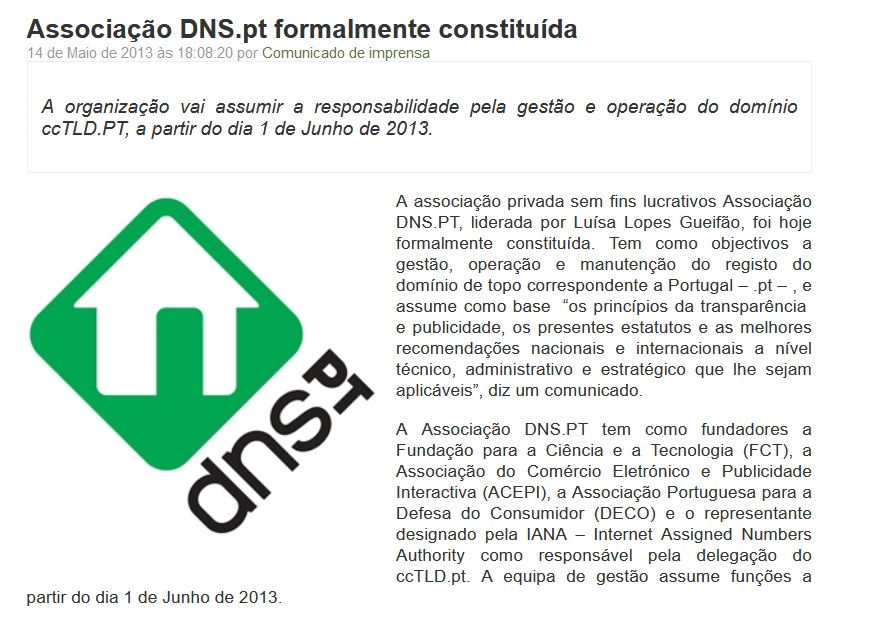 Associação DNS.pt formalmente constituída
14 de Maio de 2013 às 18:08:20 por Comunicado de imprensa
A organização vai assumir a responsabilidade pela gestão e operação do domínio
ccTLD.PT, a partir do dia 1 de Junho de 2013.
dnsPT
A associação privada sem fins lucrativos Associação
DNS.PT, liderada por Luísa Lopes Gueifão, foi hoje
formalmente constituída. Tem como objectivos a
gestão, operação e manutenção do registo do
domínio de topo correspondente a Portugal – .pt – , e
assume como base “os princípios da transparência
e publicidade, os presentes estatutos e as melhores
recomendações nacionais e internacionais a nível
técnico, administrativo e estratégico que lhe sejam
aplicáveis”, diz um comunicado.
A Associação DNS.PT tem como fundadores a
Fundação para a Ciência e a Tecnologia (FCT), a
Associação do Comércio Eletrónico e Publicidade
Interactiva (ACEPI), a Associação Portuguesa para a
Defesa do Consumidor (DECO) e o representante
designado pela IANA – Internet Assigned Numbers
Authority como responsável pela delegação do
ccTLD.pt. A equipa de gestão assume funções a
partir do dia 1 de Junho de 2013.